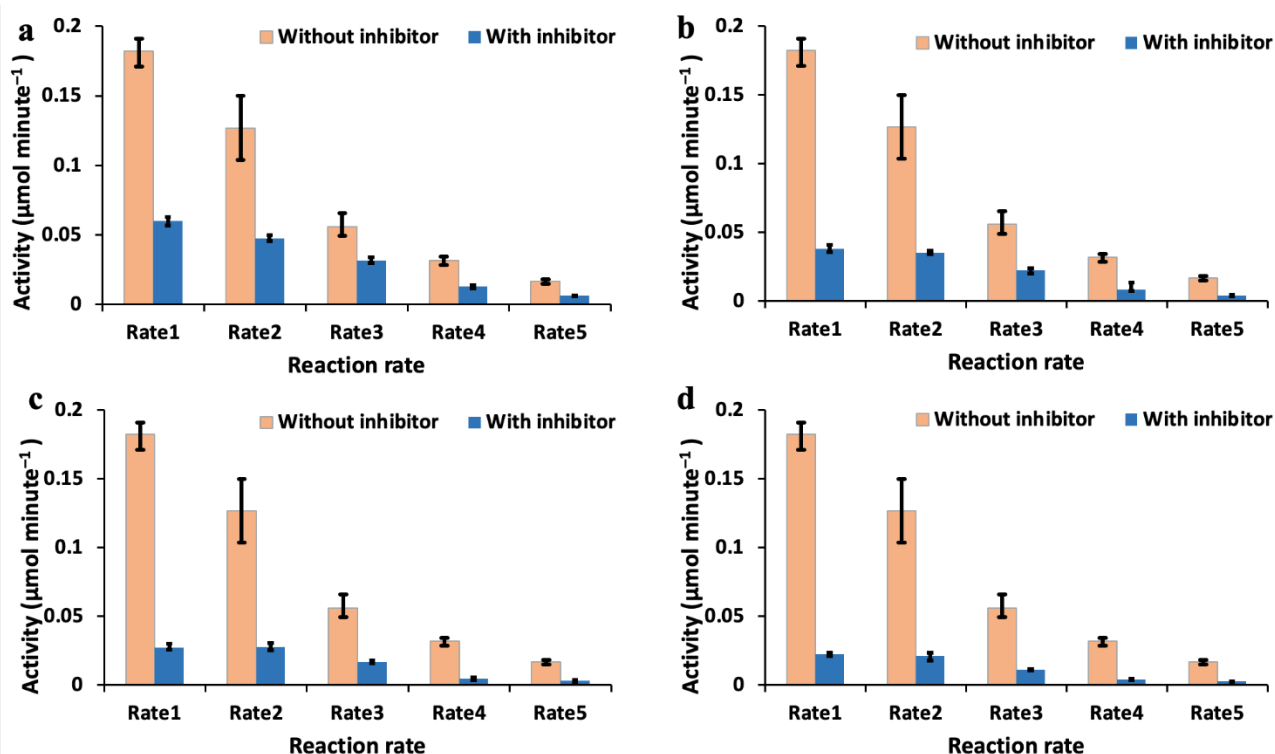 a
Without inhibitor
With inhibitor
Activity (µmol minute⁻¹)
0.2
0.15
0.1
0.05
0
Rate1 Rate2 Rate3 Rate4 Rate5
Reaction rate
b
Without inhibitor
With inhibitor
Activity (µmol minute⁻¹)
0.2
0.15
0.1
0.05
0
Rate1 Rate2 Rate3 Rate4 Rate5
Reaction rate
c
Without inhibitor
With inhibitor
Activity (µmol minute⁻¹ )
0.2
0.15
0.1
0.05
0
Rate1 Rate2 Rate3 Rate4 Rate5
Reaction rate
d
Without inhibitor
With inhibitor
Activity (µmol minute⁻¹ )
0.2
0.15
0.1
0.05
0
Rate1 Rate2 Rate3 Rate4 Rate5
Reaction rate